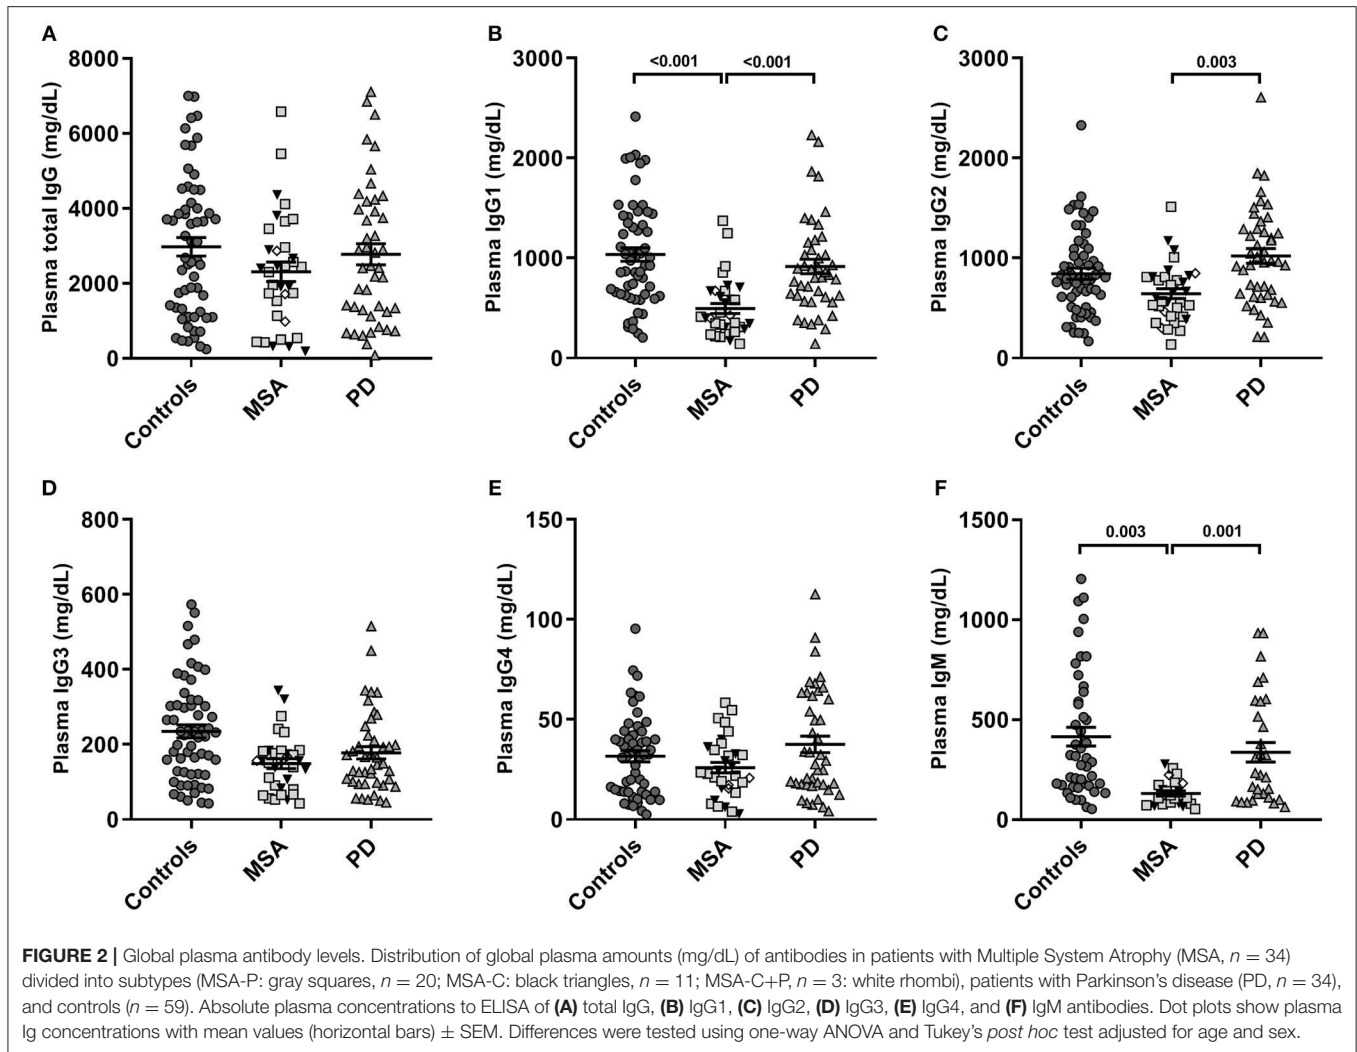 A
Plasma total IgG (mg/dL)
8000
6000
4000
2000
0
Controls
MSA
PD
B
Plasma IgG1 (mg/dL)
3000
2000
1000
0
<0.001
<0.001
Controls
MSA
PD
C
Plasma IgG2 (mg/dL)
3000
2000
1000
0
0.003
Controls
MSA
PD
D
Plasma IgG3 (mg/dL)
800
600
400
200
0
Controls
MSA
PD
E
Plasma IgG4 (mg/dL)
150
100
50
0
Controls
MSA
PD
F
Plasma IgM (mg/dL)
1500
1000
500
0
0.003
0.001
Controls
MSA
PD
FIGURE 2 | Global plasma antibody levels. Distribution of global plasma amounts (mg/dL) of antibodies in patients with Multiple System Atrophy (MSA, n = 34)
divided into subtypes (MSA-P: gray squares, n = 20; MSA-C: black triangles, n = 11; MSA-C+P, n = 3: white rhombi), patients with Parkinson's disease (PD, n = 34),
and controls (n = 59). Absolute plasma concentrations to ELISA of (A) total IgG, (B) IgG1, (C) IgG2, (D) IgG3, (E) IgG4, and (F) IgM antibodies. Dot plots show plasma
Ig concentrations with mean values (horizontal bars) ± SEM. Differences were tested using one-way ANOVA and Tukey's post hoc test adjusted for age and sex.